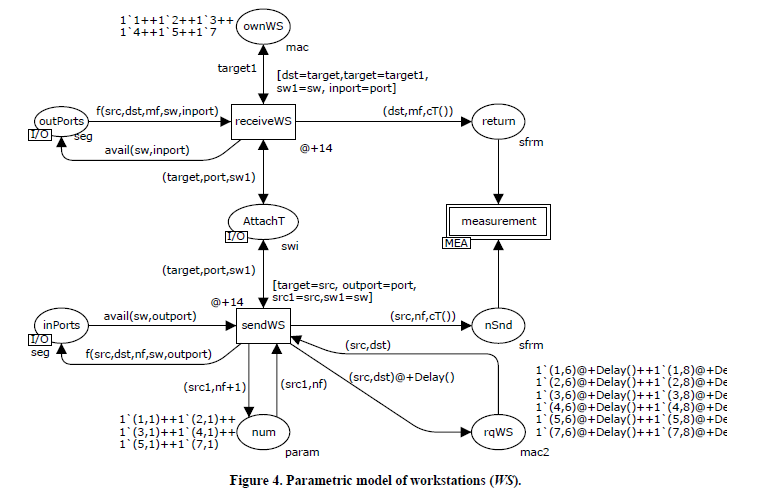 1`1++1`2++1`3++
1`4++1`5++1`7
ownWS
mac
target1
[dst=target,target=target1,
sw1=sw, inport=port]
f(src,dst,mf,sw,inport)
(dst,mf,cT())
outPorts
receiveWS
return
I/O
seg
sfrm
avail(sw,inport)
@+14
(target,port,sw1)
AttachT
measurement
I/O
swi
MEA
(target,port,sw1)
[target=src, outport=port,
src1=src,sw1=sw]
@+14
avail(sw,outport)
(src,nf,cT())
inPorts
sendWS
nSnd
I/O
seg
f(src,dst,nf,sw,outport)
(src,dst)
sfrm
(src1,nf+1)
(src1,nf)
(src,dst)@+Delay()
1`(1,6)@+Delay()++1`(1,8)@+De
1`(2,6)@+Delay()++1`(2,8)@+De
1`(3,6)@+Delay()++1`(3,8)@+De
1`(4,6)@+Delay()++1`(4,8)@+De
1`(5,6)@+Delay()++1`(5,8)@+De
1`(7,6)@+Delay()++1`(7,8)@+De
1`(1,1)++1`(2,1)++
1`(3,1)++1`(4,1)++
1`(5,1)++1`(7,1)
num
param
rqWS
mac2
Figure 4. Parametric model of workstations (WS).